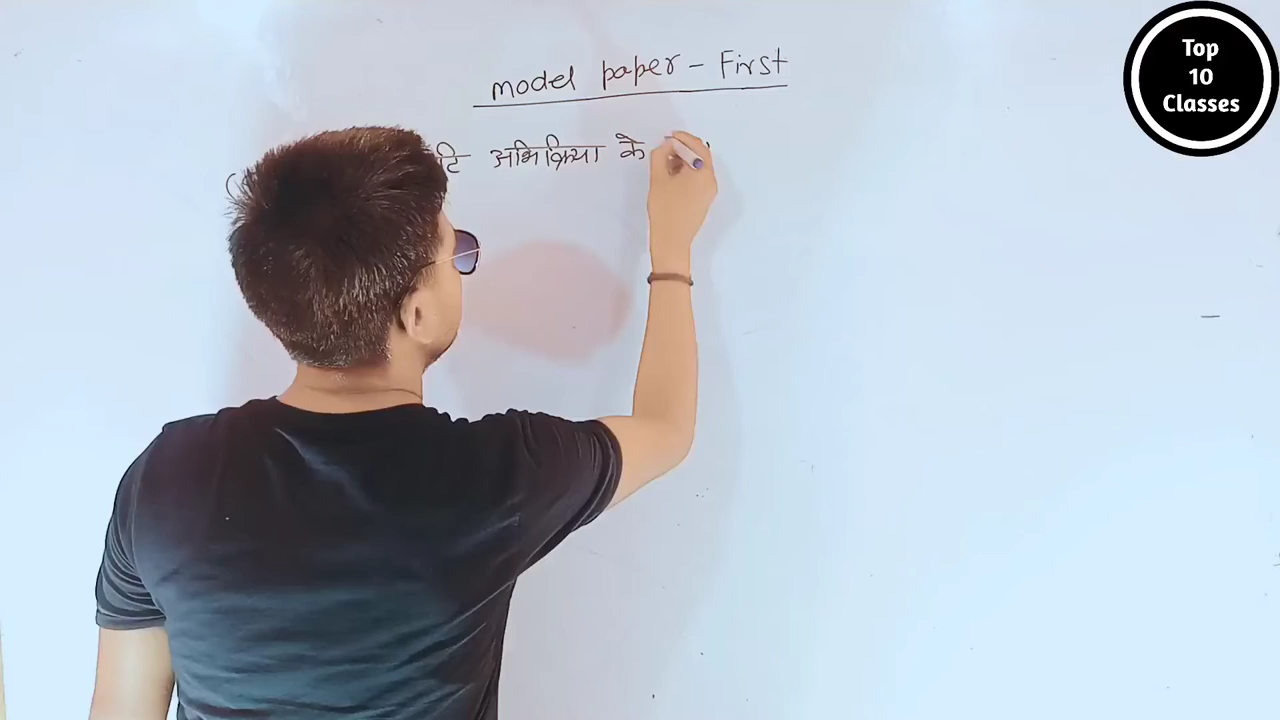 model paper - First
अभिक्रिया के
Top
10
Classes